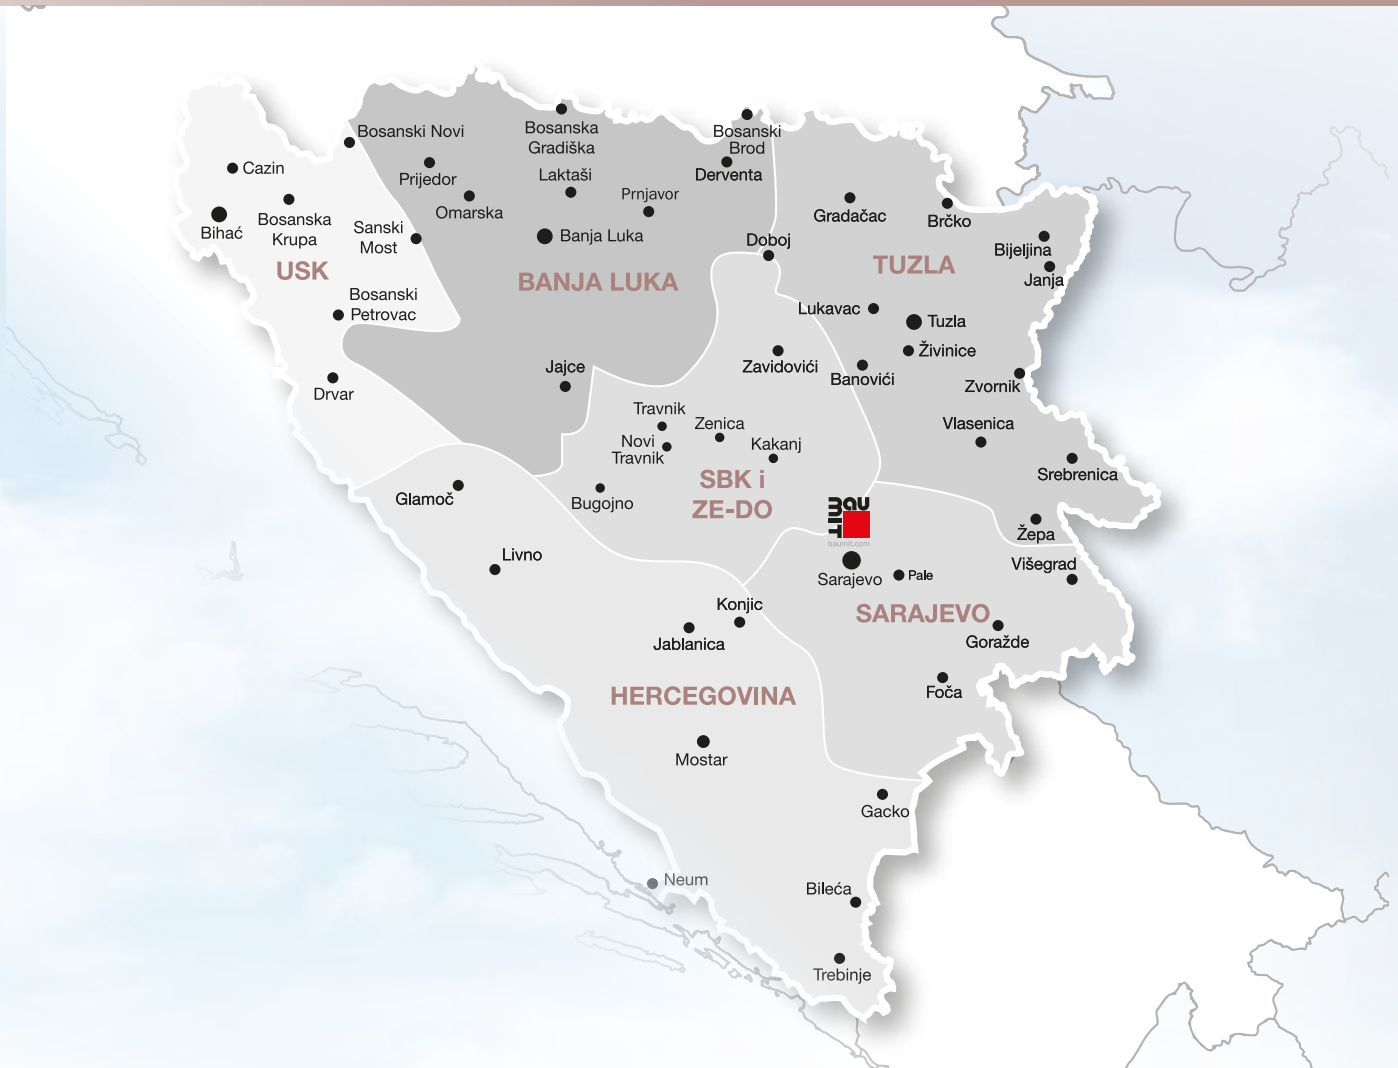 Bosanski Novi
Cazin
Bihać
Bosanska
Krupa
Sanski
Most
USK
Bosanski
Petrovac
Drvar
Prijedor
Omarska
Bosanska
Gradiška
Laktaši
Prnjavor
Banja Luka
BANJA LUKA
Bosanski
Brod
Derventa
Doboj
Jajce
Gradačac
Brčko
Bijeljina
Janja
TUZLA
Lukavac
Tuzla
Živinice
Banovići
Zvornik
Vlasenica
Srebrenica
Žepa
Zavidovići
Travnik
Novi
Travnik
Zenica
Kakanj
SBK i
ZE-DO
Bugojno
bau
mit
baumit.com
Sarajevo
Pale
Višegrad
SARAJEVO
Goražde
Foča
Glamoč
Livno
Konjic
Jablanica
HERCEGOVINA
Mostar
Gacko
Neum
Bileća
Trebinje